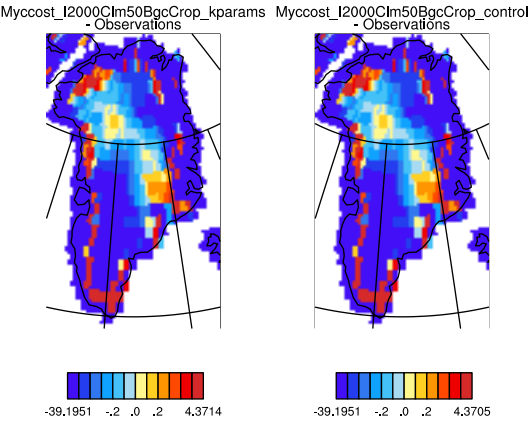 Myccost_I2000Clm50BgcCrop_kparams
- Observations
Myccost_I2000Clm50BgcCrop_control
- Observations
-39.1951 -.2 .0 .2 4.3714
-39.1951 -.2 .0 .2 4.3705